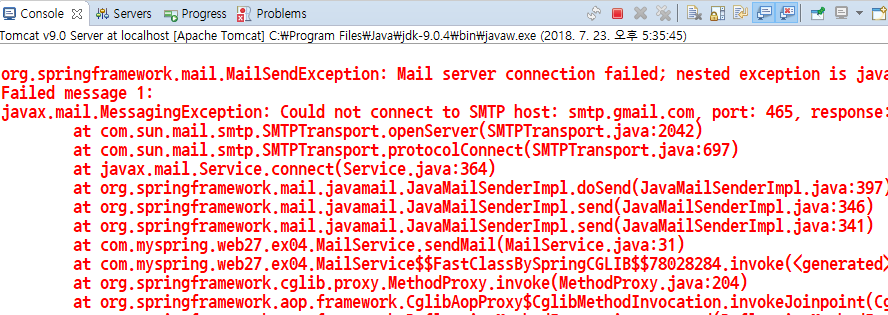 Console Servers Progress Problems
Tomcat v9.0 Server at localhost [Apache Tomcat] C:₩Program Files₩Java₩jdk-9.0.4₩bin₩javaw.exe (2018. 7. 23. 오후 5:35:45)
org.springframework.mail.MailSendException: Mail server connection failed; nested exception is java
Failed message 1:
javax.mail.MessagingException: Could not connect to SMTP host: smtp.gmail.com, port: 465, response:
at com.sun.mail.smtp.SMTPTransport.openServer(SMTPTransport.java:2042)
at com.sun.mail.smtp.SMTPTransport.protocolConnect(SMTPTransport.java:697)
at javax.mail.Service.connect(Service.java:364)
at org.springframework.mail.javamail.JavaMailSenderImpl.doSend(JavaMailSenderImpl.java:397)
at org.springframework.mail.javamail.JavaMailSenderImpl.send(JavaMailSenderImpl.java:346)
at org.springframework.mail.javamail.JavaMailSenderImpl.send(JavaMailSenderImpl.java:341)
at com.myspring.web27.ex04.MailService.sendMail(MailService.java:31)
at com.myspring.web27.ex04.MailService$$FastClassBySpringCGLIB$$78028284.invoke(<generated>
at org.springframework.cglib.proxy.MethodProxy.invoke(MethodProxy.java:204)
at org.springframework.aop.framework.CglibAopProxy$CglibMethodInvocation.invokeJoinpoint(Cg